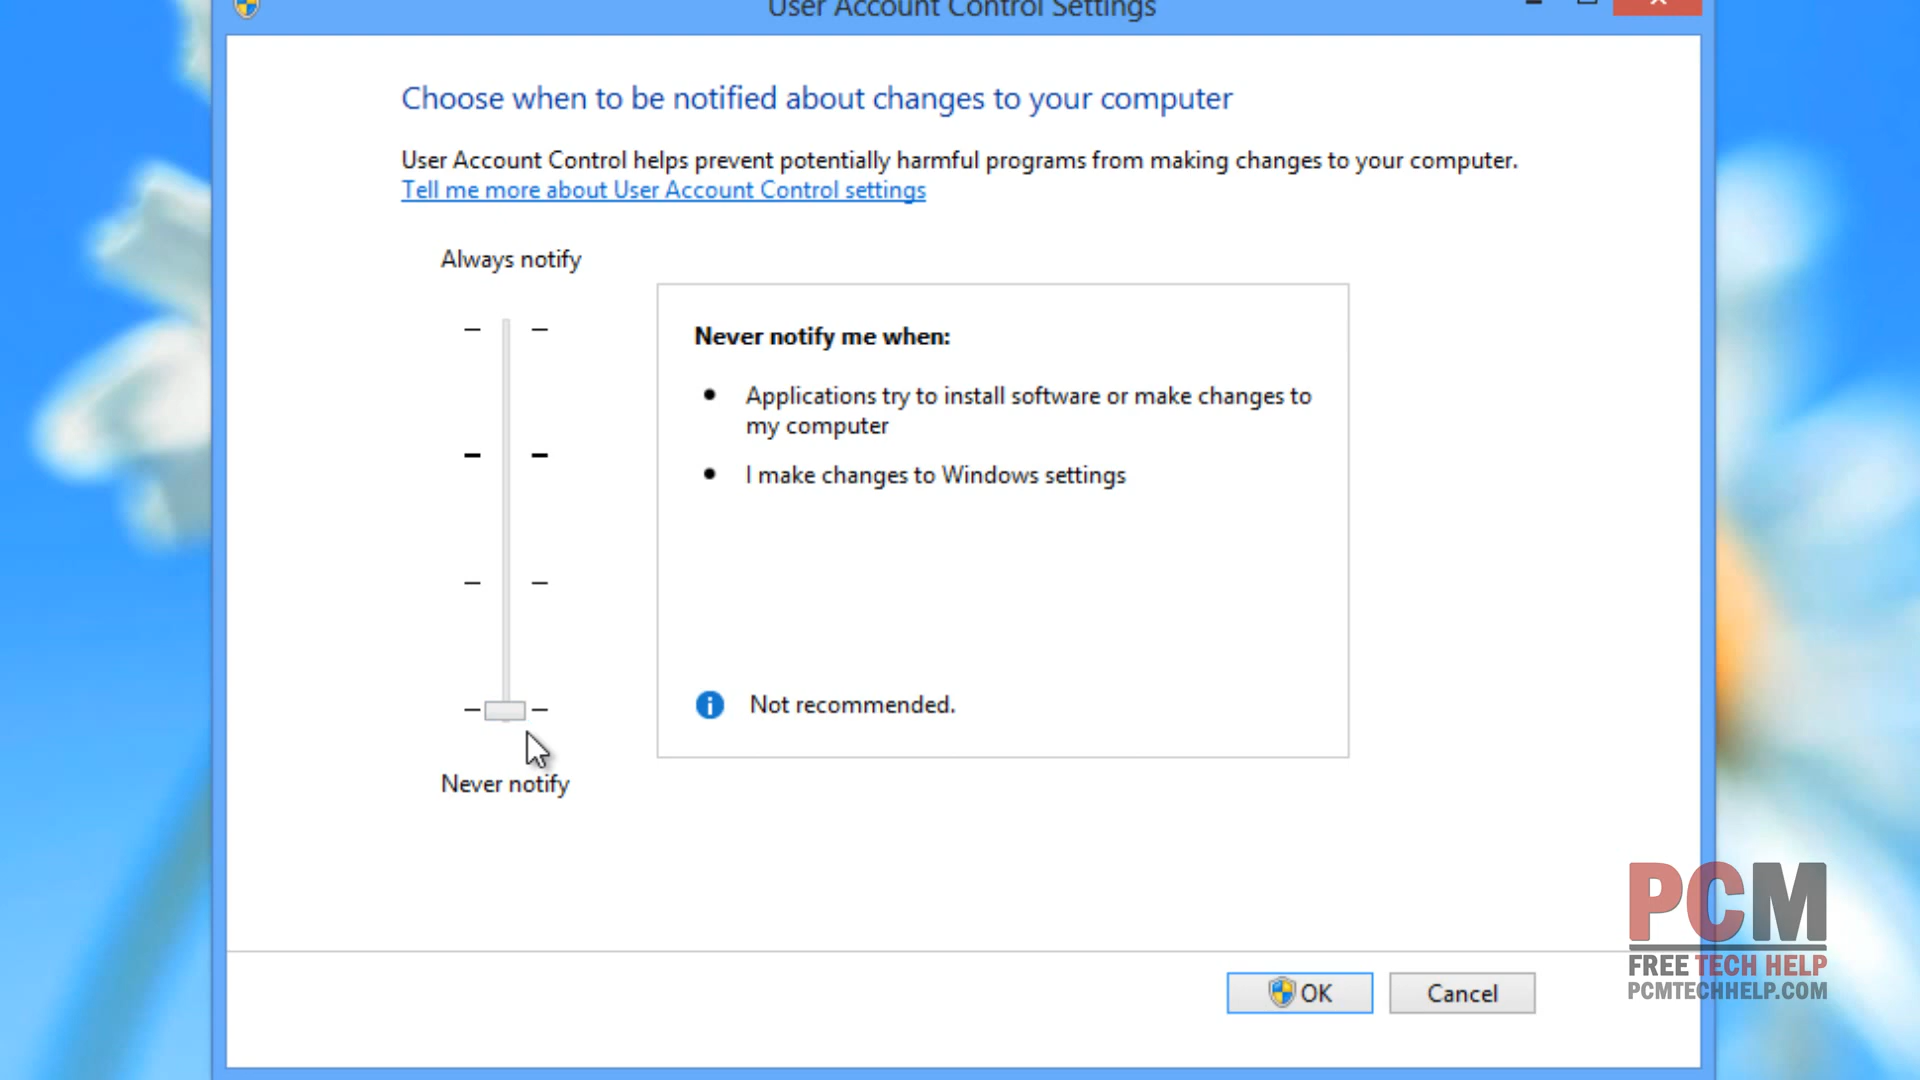 User Account Control Settings
Choose when to be notified about changes to your computer
User Account Control helps prevent potentially harmful programs from making changes to your computer.
Tell me more about User Account Control settings
Always notify
Never notify me when:
Applications try to install software or make changes to
my computer
I make changes to Windows settings
Not recommended.
Never notify
OK
Cancel
PCM
FREE TECH HELP
PCMTECHHELP.COM